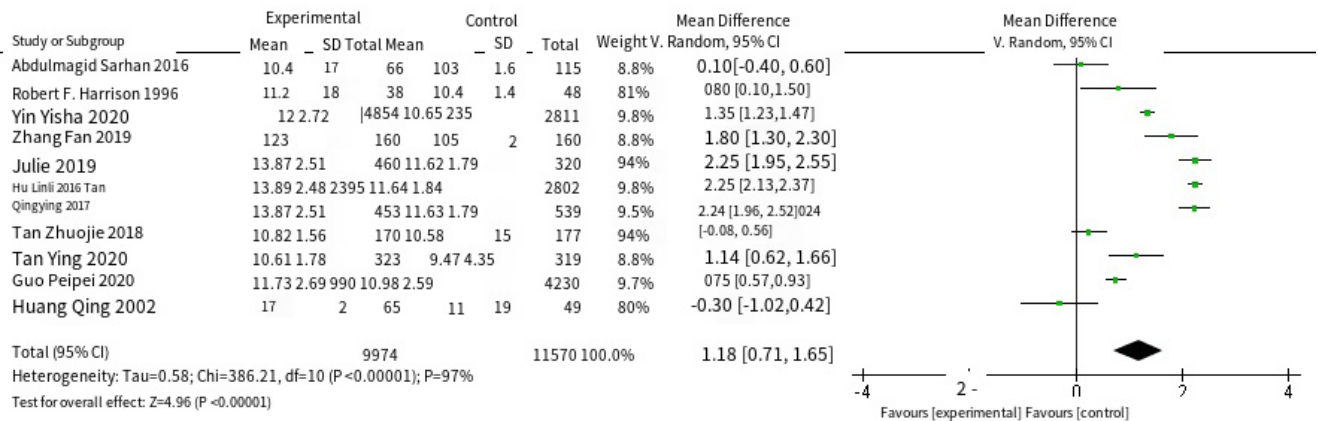 Experimental Control Mean Difference Mean Difference
Study or Subgroup Mean SD Total Mean SD Total Weight V. Random, 95% CI V. Random, 95% CI
Abdulmagid Sarhan 2016 10.4 17 66 103 1.6 115 8.8% 0.10[-0.40, 0.60]
Robert F. Harrison 1996 11.2 18 38 10.4 1.4 48 81% 080 [0.10,1.50]
Yin Yisha 2020 12 2.72 |4854 10.65 235 2811 9.8% 1.35 [1.23,1.47]
Zhang Fan 2019 123 160 105 2 160 8.8% 1.80 [1.30, 2.30]
Julie 2019 13.87 2.51 460 11.62 1.79 320 94% 2.25 [1.95, 2.55]
Hu Linli 2016 Tan 13.89 2.48 2395 11.64 1.84 2802 9.8% 2.25 [2.13,2.37]
Qingying 2017 13.87 2.51 453 11.63 1.79 539 9.5% 2.24 [1.96, 2.52]024
Tan Zhuojie 2018 10.82 1.56 170 10.58 15 177 94% [-0.08, 0.56]
Tan Ying 2020 10.61 1.78 323 9.47 4.35 319 8.8% 1.14 [0.62, 1.66]
Guo Peipei 2020 11.73 2.69 990 10.98 2.59 4230 9.7% 075 [0.57,0.93]
Huang Qing 2002 17 2 65 11 19 49 80% -0.30 [-1.02,0.42]
Total (95% CI) 9974 11570 100.0% 1.18 [0.71, 1.65]
Heterogeneity: Tau=0.58; Chi=386.21, df=10 (P <0.00001); P=97%
-4 2 - 0 2 4
Test for overall effect: Z=4.96 (P <0.00001)
Favours [experimental] Favours [control]